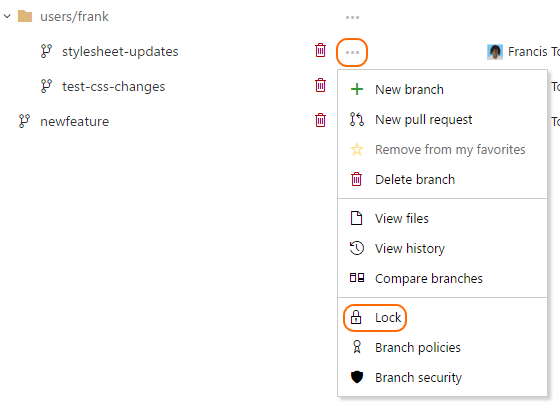 users/frank
stylesheet-updates
Francis To
test-css-changes
To
newfeature
To
New branch
New pull request
Remove from my favorites
Delete branch
View files
View history
Compare branches
Lock
Branch policies
Branch security